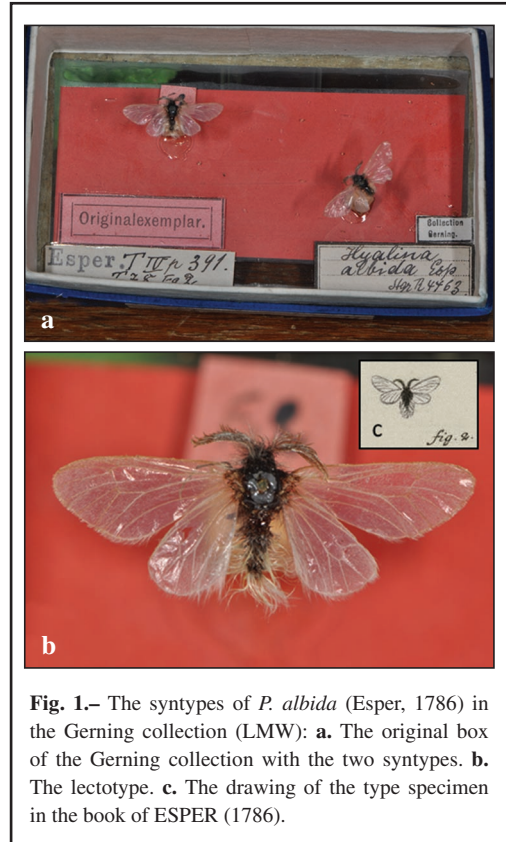 Originalexemplar.
Collection
Gerning.
Esper. T IV p 391.
Hyalina
albida Esp
a
c
fig. 2.
b
Fig. 1.– The syntypes of P. albida (Esper, 1786) in
the Gerning collection (LMW): a. The original box
of the Gerning collection with the two syntypes. b.
The lectotype. c. The drawing of the type specimen
in the book of ESPER (1786).